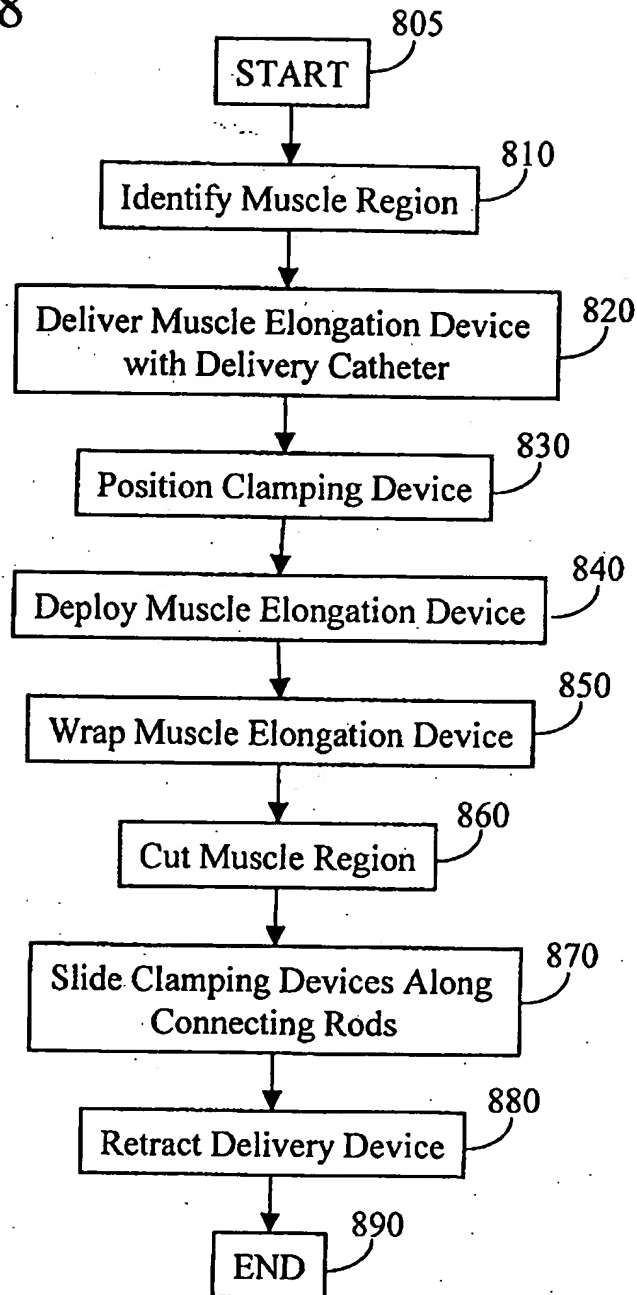 8
805
START
810
Identify Muscle Region
820
Deliver Muscle Elongation Device
with Delivery Catheter
830
Position Clamping Device
840
Deploy Muscle Elongation Device
850
Wrap Muscle Elongation Device
860
Cut Muscle Region
870
Slide Clamping Devices Along
Connecting Rods
880
Retract Delivery Device
890
END